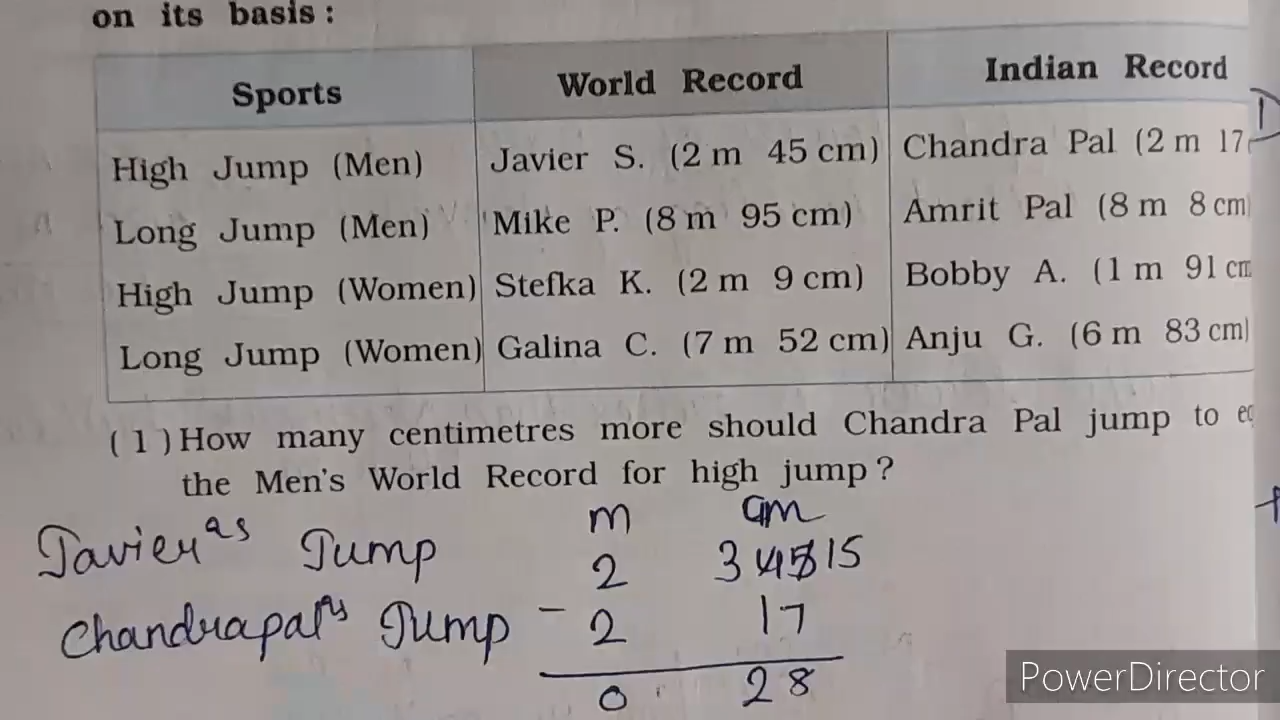 on its basis :
Sports World Record Indian Record
High Jump (Men) Javier S. (2 m 45 cm) Chandra Pal (2 m 17
Long Jump (Men) Mike P. (8 m 95 cm) Amrit Pal (8 m 8 cm)
High Jump (Women) Stefka K. (2 m 9 cm) Bobby A. (1 m 91 cm
Long Jump (Women) Galina C. (7 m 52 cm) Anju G. (6 m 83 cm)
(1) How many centimetres more should Chandra Pal jump to
the Men's World Record for high jump ?
m cm
Javier's Jump 2 3 45 15
Chandrapal's Jump - 2 17
0 28
PowerDirector